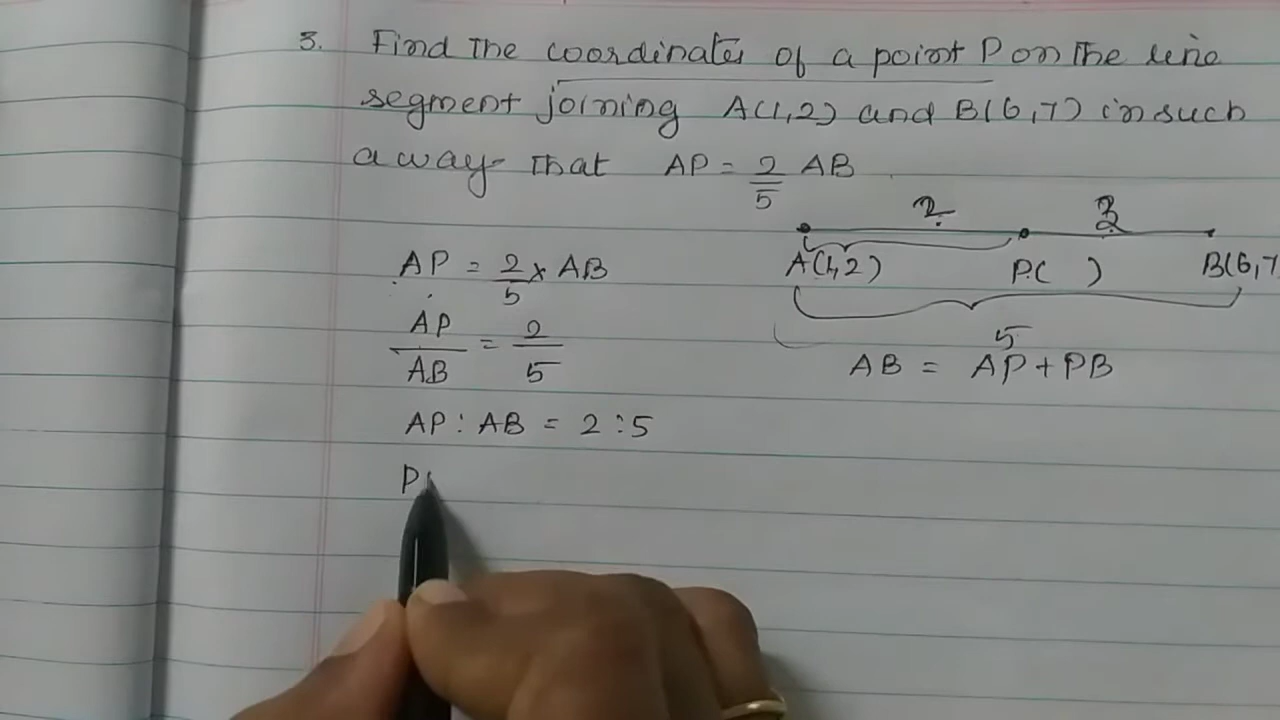 3. Find The coordinates of a point P on The line
segment joining A(1,2) and B(6,7) in such
a way That AP = 2/5 AB
2 3
A(1,2) P( ) B(6,7
5
AB = AP + PB
AP = 2/5 × AB
AP/AB = 2/5
AP : AB = 2 : 5
P